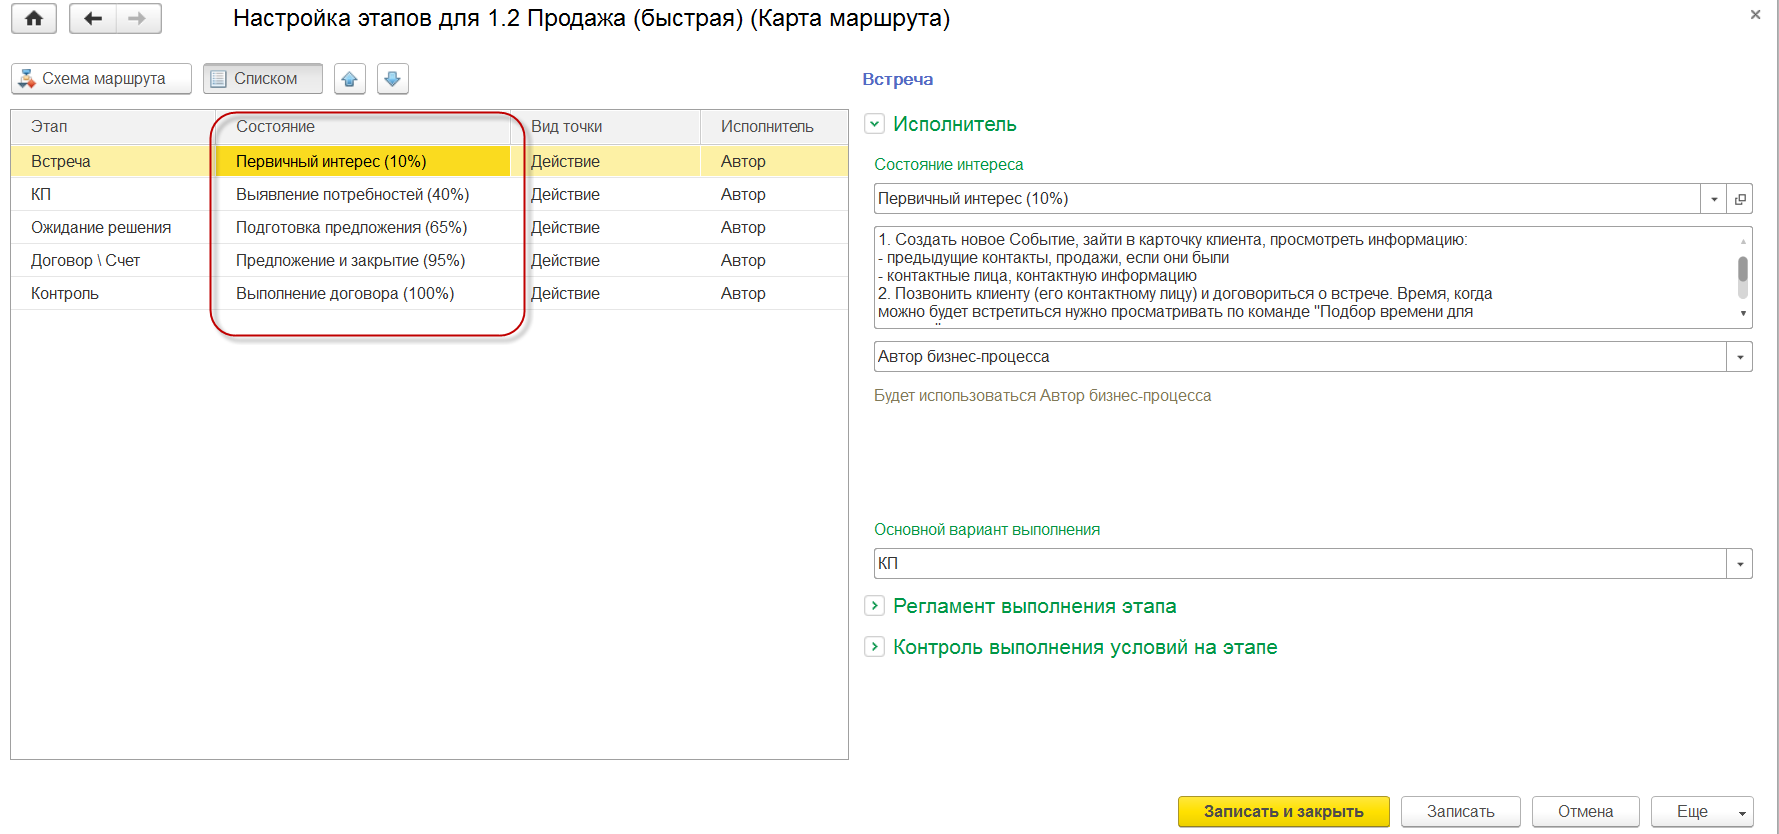 Настройка этапов для 1.2 Продажа (быстрая) (Карта маршрута)
Схема маршрута
Списком
Этап Состояние Вид точки Исполнитель
Встреча Первичный интерес (10%) Действие Автор
КП Выявление потребностей (40%) Действие Автор
Ожидание решения Подготовка предложения (65%) Действие Автор
Договор \ Счет Предложение и закрытие (95%) Действие Автор
Контроль Выполнение договора (100%) Действие Автор
Встреча
Исполнитель
Состояние интереса
Первичный интерес (10%)
1. Создать новое Событие, зайти в карточку клиента, просмотреть информацию:
- предыдущие контакты, продажи, если они были
- контактные лица, контактную информацию
2. Позвонить клиенту (его контактному лицу) и договориться о встрече. Время, когда
можно будет встретиться нужно просматривать по команде "Подбор времени для
Автор бизнес-процесса
Будет использоваться Автор бизнес-процесса
Основной вариант выполнения
КП
Регламент выполнения этапа
Контроль выполнения условий на этапе
Записать и закрыть
Записать
Отмена
Еще